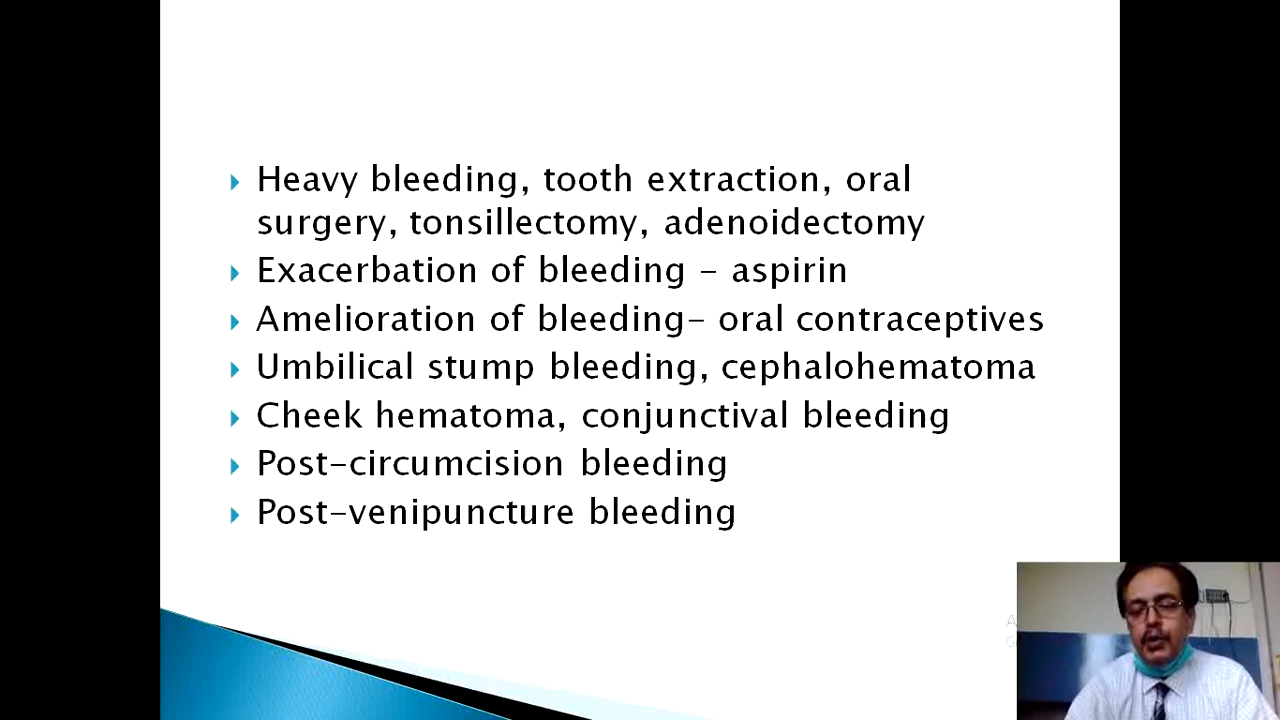 Heavy bleeding, tooth extraction, oral
surgery, tonsillectomy, adenoidectomy
Exacerbation of bleeding - aspirin
Amelioration of bleeding- oral contraceptives
Umbilical stump bleeding, cephalohematoma
Cheek hematoma, conjunctival bleeding
Post-circumcision bleeding
Post-venipuncture bleeding